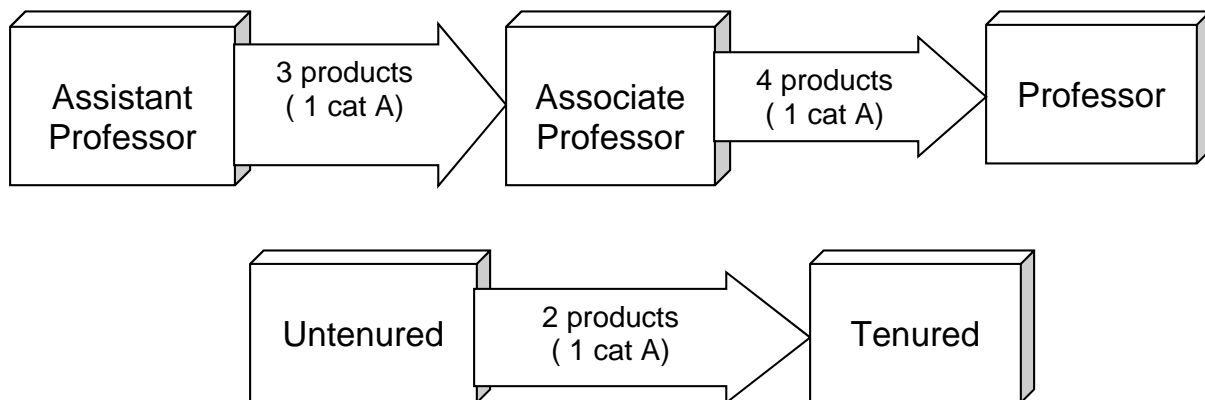 Assistant
Professor
3 products
( 1 cat A)
Associate
Professor
4 products
( 1 cat A)
Professor
Untenured
2 products
( 1 cat A)
Tenured